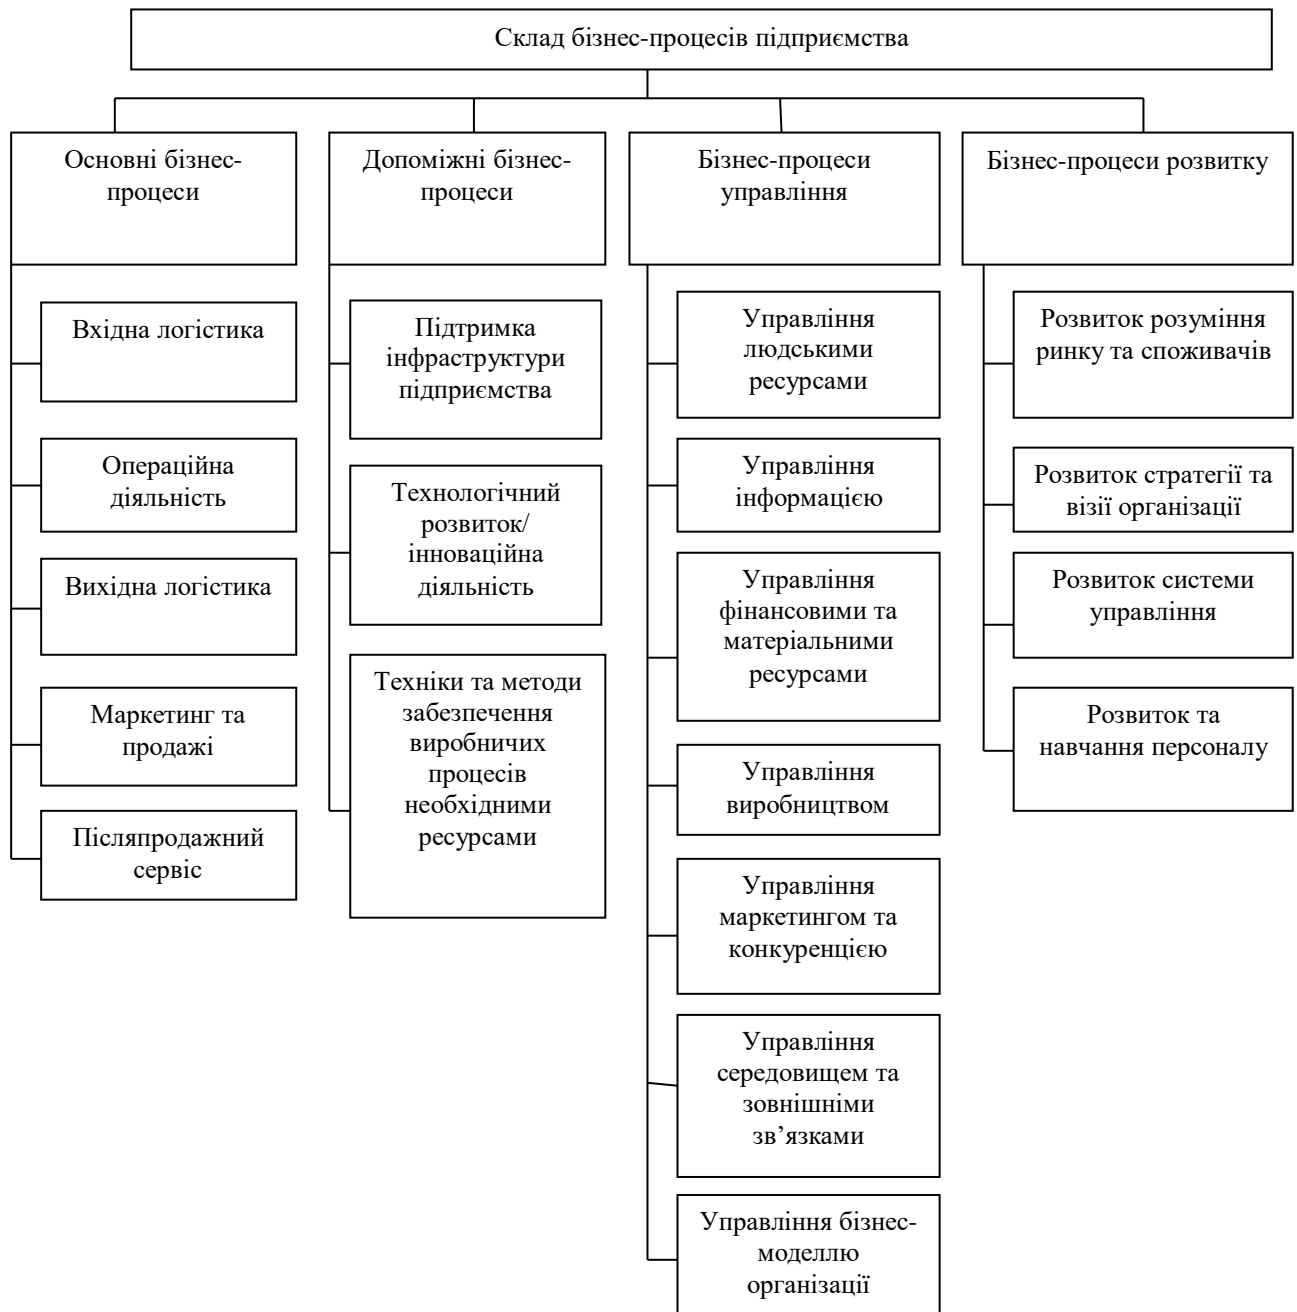 Склад бізнес-процесів підприємства
Основні бізнес-
процеси
Вхідна логістика
Операційна
діяльність
Вихідна логістика
Маркетинг та
продажі
Післяпродажний
сервіс
Допоміжні бізнес-
процеси
Підтримка
інфраструктури
підприємства
Технологічний
розвиток/
інноваційна
діяльність
Техніки та методи
забезпечення
виробничих
процесів
необхідними
ресурсами
Бізнес-процеси
управління
Управління
людськими
ресурсами
Управління
інформацією
Управління
фінансовими та
матеріальними
ресурсами
Управління
виробництвом
Управління
маркетингом та
конкуренцією
Управління
середовищем та
зовнішніми
зв’язками
Управління бізнес-
моделлю
організації
Бізнес-процеси розвитку
Розвиток розуміння
ринку та споживачів
Розвиток стратегії та
візії організації
Розвиток системи
управління
Розвиток та
навчання персоналу